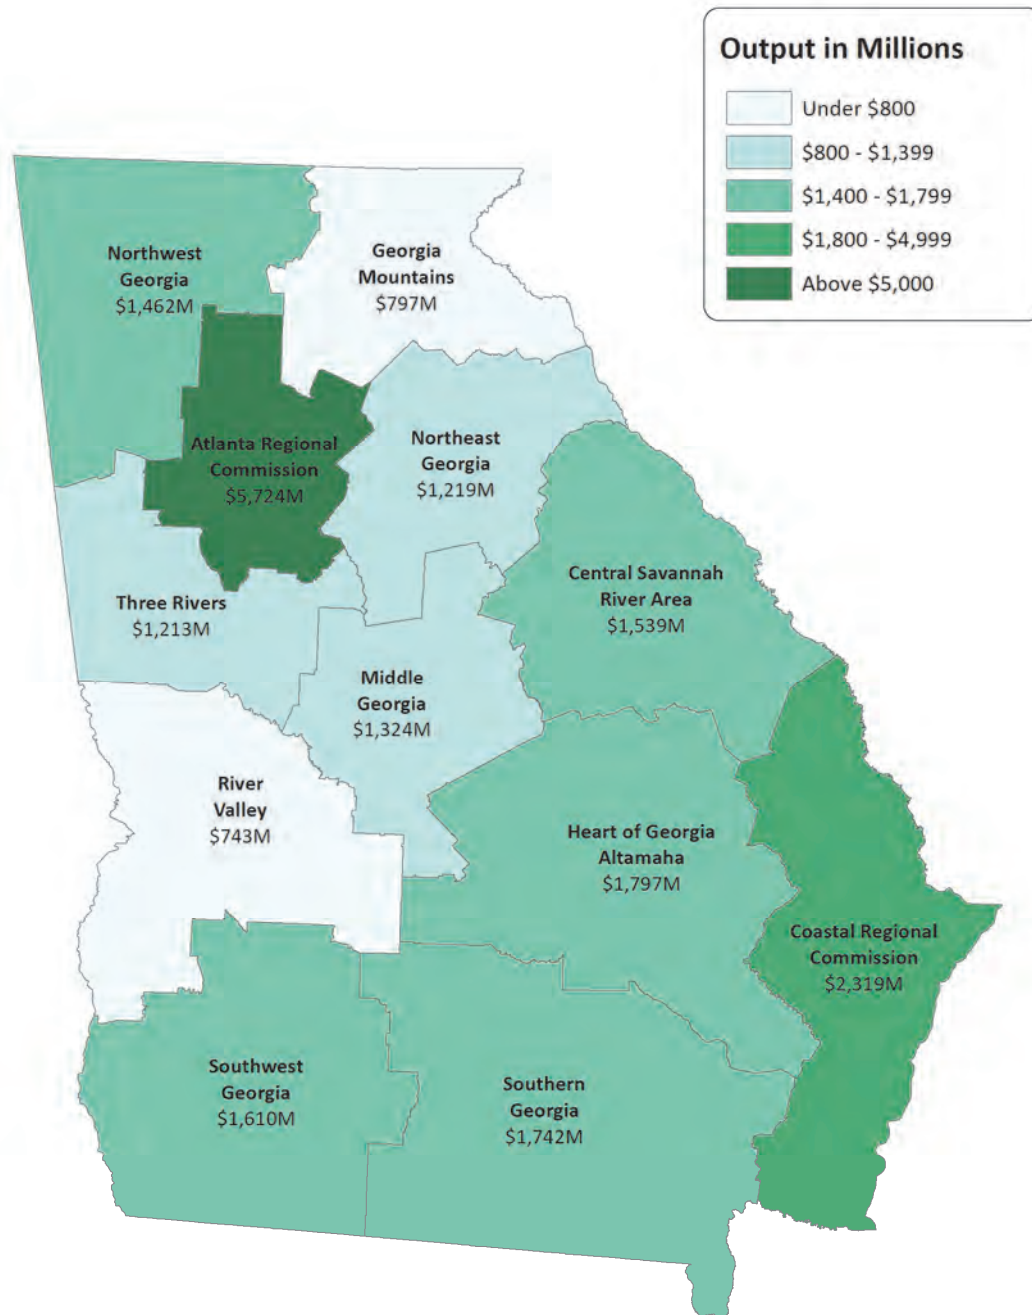 Output in Millions
Under $800
$800 - $1,399
$1,400 - $1,799
$1,800 - $4,999
Above $5,000
Northwest
Georgia
$1,462M
Georgia
Mountains
$797M
Atlanta Regional
Commission
$5,724M
Northeast
Georgia
$1,219M
Central Savannah
River Area
$1,539M
Three Rivers
$1,213M
Middle
Georgia
$1,324M
River
Valley
$743M
Heart of Georgia
Altamaha
$1,797M
Coastal Regional
Commission
$2,319M
Southwest
Georgia
$1,610M
Southern
Georgia
$1,742M